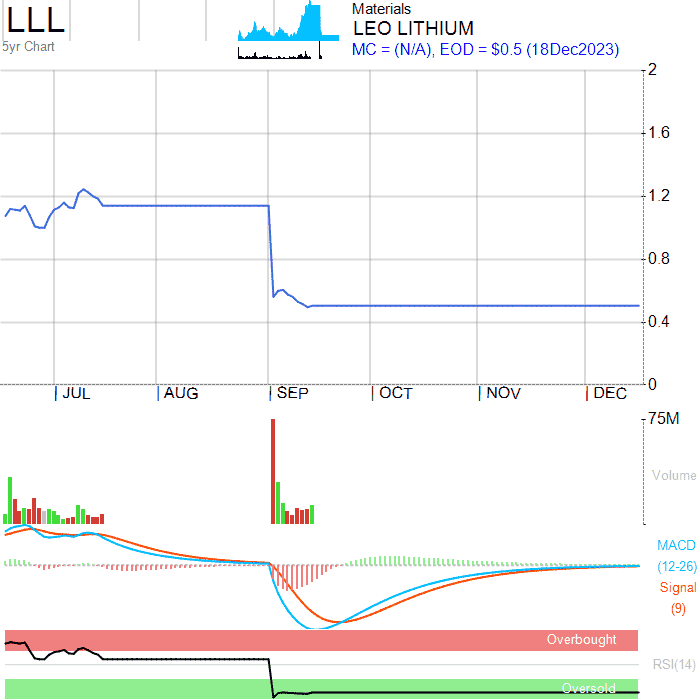 LLL
5yr Chart
Materials
LEO LITHIUM
MC = (N/A), EOD = $0.5 (18Dec2023)
2
1.6
1.2
0.8
0.4
0
JUL AUG SEP OCT NOV DEC
75M
Volume
MACD
(12-26)
Signal
(9)
Overbought
RSI(14)
Oversold